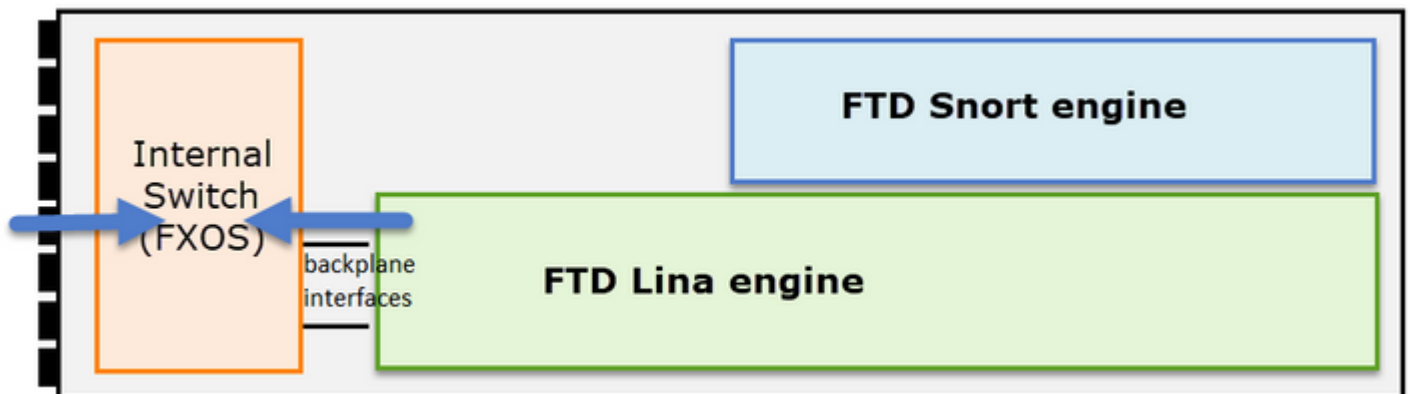 Internal
Switch
(FXOS)
backplane
interfaces
FTD Snort engine
FTD Lina engine